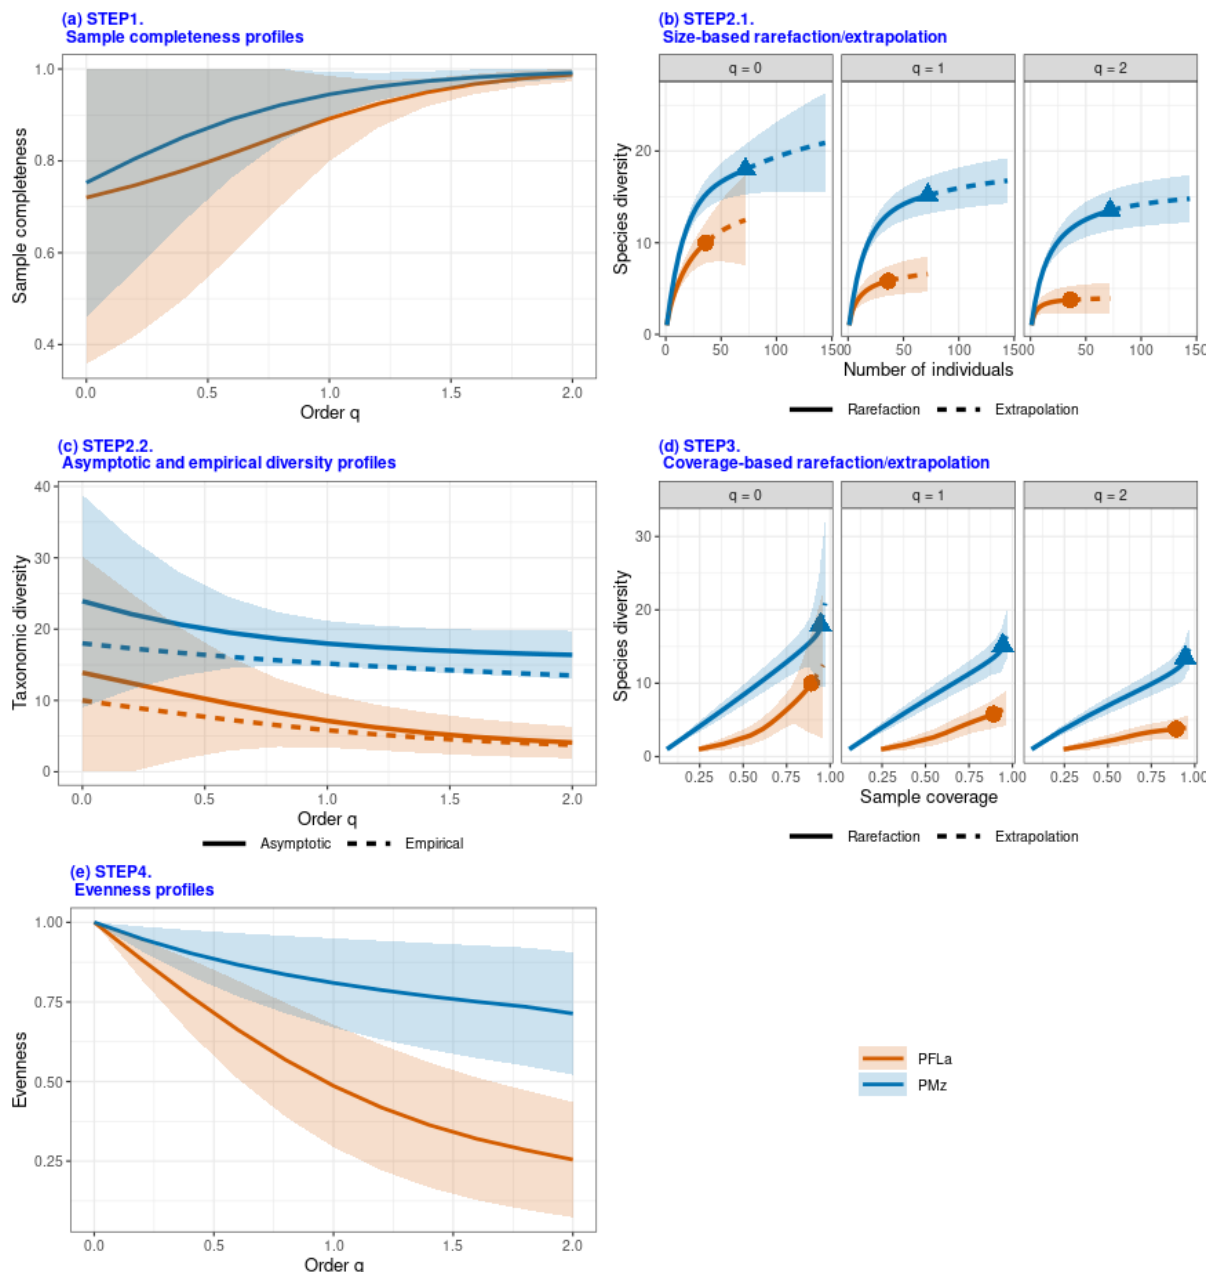 (a) STEP1.
Sample completeness profiles
1.0
0.8
0.6
0.4
Sample completeness
0.0 0.5 1.0 1.5 2.0
Order q
(b) STEP2.1.
Size-based rarefaction/extrapolation
q = 0 q = 1 q = 2
20
10
0
Species diversity
0 50 100 150 0 50 100 150 0 50 100 150
Number of individuals
Rarefaction Extrapolation
(c) STEP2.2.
Asymptotic and empirical diversity profiles
40
30
20
10
0
Taxonomic diversity
0.0 0.5 1.0 1.5 2.0
Order q
Asymptotic Empirical
(d) STEP3.
Coverage-based rarefaction/extrapolation
q = 0 q = 1 q = 2
30
20
10
0
Species diversity
0.25 0.50 0.75 1.00 0.25 0.50 0.75 1.00 0.25 0.50 0.75 1.00
Sample coverage
Rarefaction Extrapolation
(e) STEP4.
Evenness profiles
1.00
0.75
0.50
0.25
Evenness
0.0 0.5 1.0 1.5 2.0
Order q
PFLa
PMz